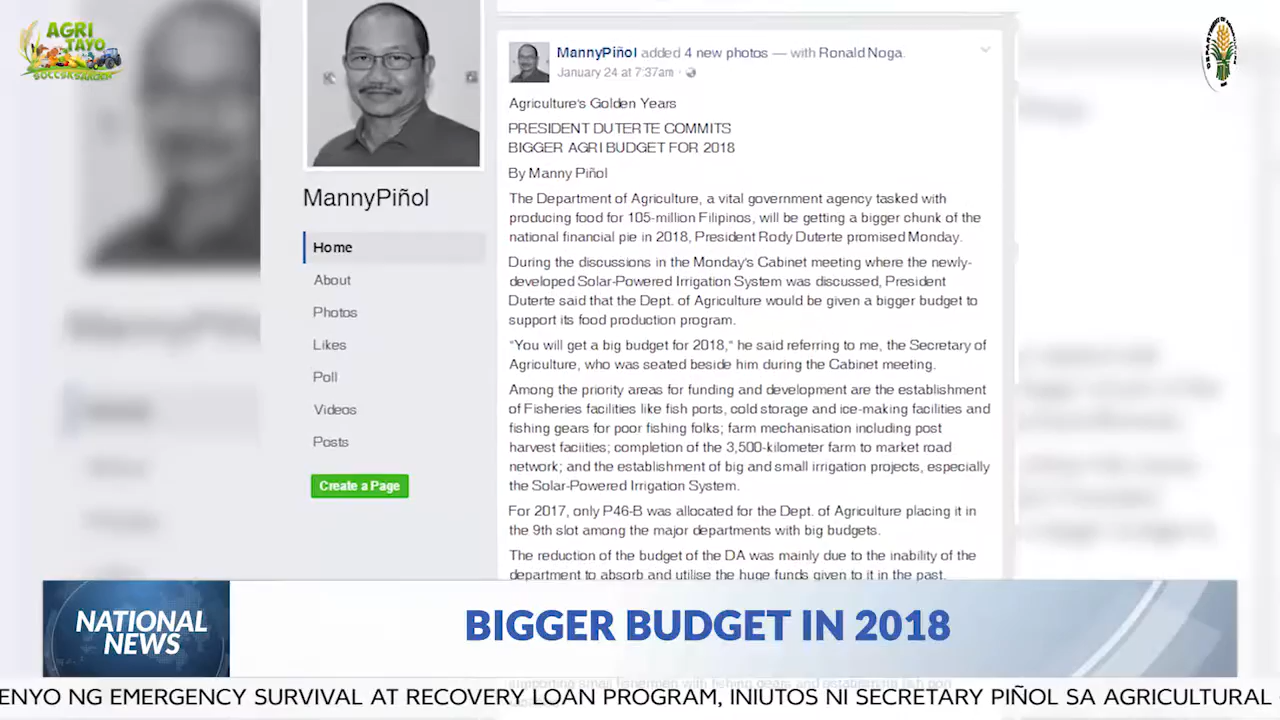 AGRI
TAYO
SOCCSKSARGEN
MannyPiñol added 4 new photos — with Ronald Noga.
January 24 at 7:37am
Agriculture's Golden Years
PRESIDENT DUTERTE COMMITS
BIGGER AGRI BUDGET FOR 2018
By Manny Piñol
The Department of Agriculture, a vital government agency tasked with
producing food for 105-million Filipinos, will be getting a bigger chunk of the
national financial pie in 2018, President Rody Duterte promised Monday.
During the discussions in the Monday's Cabinet meeting where the newly-
developed Solar-Powered Irrigation System was discussed, President
Duterte said that the Dept. of Agriculture would be given a bigger budget to
support its food production program.
"You will get a big budget for 2018," he said referring to me, the Secretary of
Agriculture, who was seated beside him during the Cabinet meeting.
Among the priority areas for funding and development are the establishment
of Fisheries facilities like fish ports, cold storage and ice-making facilities and
fishing gears for poor fishing folks; farm mechanisation including post
harvest faciities; completion of the 3,500-kilometer farm to market road
network; and the establishment of big and small irrigation projects, especially
the Solar-Powered Irrigation System.
For 2017, only P46-B was allocated for the Dept. of Agriculture placing it in
the 9th slot among the major departments with big budgets.
The reduction of the budget of the DA was mainly due to the inability of the
department to absorb and utilise the huge funds given to it in the past.
MannyPiñol
Home
About
Photos
Likes
Poll
Videos
Posts
Create a Page
NATIONAL
NEWS
BIGGER BUDGET IN 2018
ENYO NG EMERGENCY SURVIVAL AT RECOVERY LOAN PROGRAM, INIUTOS NI SECRETARY PIÑOL SA AGRICULTURAL